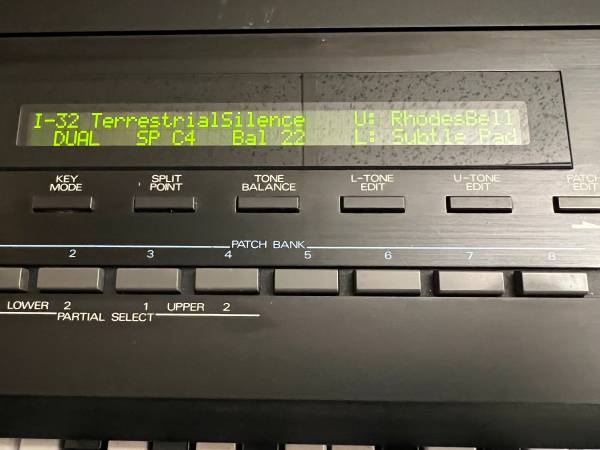 I-32 TerrestrialSilence U: RhodesBell
DUAL SP C4 Bal 22 L: Subtle Pad
KEY MODE
SPLIT POINT
TONE BALANCE
L-TONE EDIT
U-TONE EDIT
PATCH EDIT
PATCH BANK
2 3 4 5 6 7 8
LOWER 2 1 UPPER 2
PARTIAL SELECT